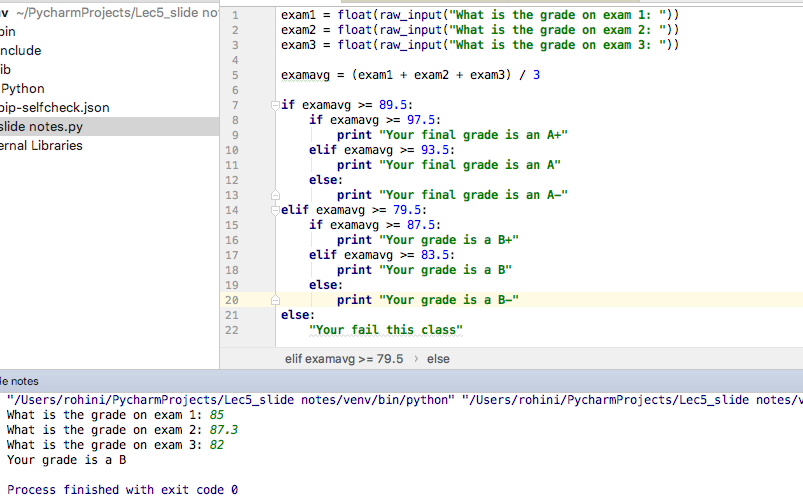 v ~/PycharmProjects/Lec5_slide no
bin
nclude
ib
Python
pip-selfcheck.json
slide notes.py
ernal Libraries
1 exam1 = float(raw_input("What is the grade on exam 1: "))
2 exam2 = float(raw_input("What is the grade on exam 2: "))
3 exam3 = float(raw_input("What is the grade on exam 3: "))
4
5 examavg = (exam1 + exam2 + exam3) / 3
6
7 if examavg >= 89.5:
8     if examavg >= 97.5:
9         print "Your final grade is an A+"
10     elif examavg >= 93.5:
11         print "Your final grade is an A"
12     else:
13         print "Your final grade is an A-"
14 elif examavg >= 79.5:
15     if examavg >= 87.5:
16         print "Your grade is a B+"
17     elif examavg >= 83.5:
18         print "Your grade is a B"
19     else:
20         print "Your grade is a B-"
21 else:
22     "Your fail this class"
elif examavg >= 79.5 › else
de notes
"/Users/rohini/PycharmProjects/Lec5_slide notes/venv/bin/python" "/Users/rohini/PycharmProjects/Lec5_slide notes/v
What is the grade on exam 1: 85
What is the grade on exam 2: 87.3
What is the grade on exam 3: 82
Your grade is a B
Process finished with exit code 0